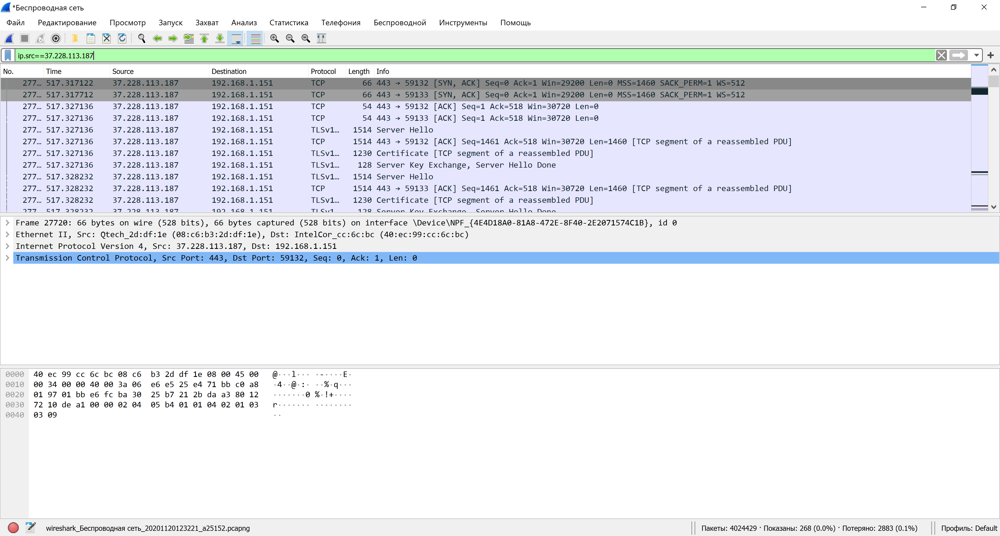 *Беспроводная сеть
Файл Редактирование Просмотр Запуск Захват Анализ Статистика Телефония Беспроводной Инструменты Помощь
ip.src==37.228.113.187
No. Time Source Destination Protocol Length Info
277… 517.317122 37.228.113.187 192.168.1.151 TCP 66 443 → 59132 [SYN, ACK] Seq=0 Ack=1 Win=29200 Len=0 MSS=1460 SACK_PERM=1 WS=512
277… 517.317712 37.228.113.187 192.168.1.151 TCP 66 443 → 59133 [SYN, ACK] Seq=0 Ack=1 Win=29200 Len=0 MSS=1460 SACK_PERM=1 WS=512
277… 517.327136 37.228.113.187 192.168.1.151 TCP 54 443 → 59132 [ACK] Seq=1 Ack=518 Win=30720 Len=0
277… 517.327136 37.228.113.187 192.168.1.151 TCP 54 443 → 59133 [ACK] Seq=1 Ack=518 Win=30720 Len=0
277… 517.327136 37.228.113.187 192.168.1.151 TLSv1… 1514 Server Hello
277… 517.327136 37.228.113.187 192.168.1.151 TCP 1514 443 → 59132 [ACK] Seq=1461 Ack=518 Win=30720 Len=1460 [TCP segment of a reassembled PDU]
277… 517.327136 37.228.113.187 192.168.1.151 TLSv1… 1230 Certificate [TCP segment of a reassembled PDU]
277… 517.327136 37.228.113.187 192.168.1.151 TLSv1… 128 Server Key Exchange, Server Hello Done
277… 517.328232 37.228.113.187 192.168.1.151 TLSv1… 1514 Server Hello
277… 517.328232 37.228.113.187 192.168.1.151 TCP 1514 443 → 59133 [ACK] Seq=1461 Ack=518 Win=30720 Len=1460 [TCP segment of a reassembled PDU]
277… 517.328232 37.228.113.187 192.168.1.151 TLSv1… 1230 Certificate [TCP segment of a reassembled PDU]
277 517.328232 37.228.113.187 192.168.1.151 TLSv1 128 Server Key Exchange, Server Hello Done
Frame 27720: 66 bytes on wire (528 bits), 66 bytes captured (528 bits) on interface \Device\NPF_{4E4D18A0-81A8-472E-8F40-2E2071574C1B}, id 0
Ethernet II, Src: Qtech_2d:df:1e (08:c6:b3:2d:df:1e), Dst: IntelCor_cc:6c:bc (40:ec:99:cc:6c:bc)
Internet Protocol Version 4, Src: 37.228.113.187, Dst: 192.168.1.151
Transmission Control Protocol, Src Port: 443, Dst Port: 59132, Seq: 0, Ack: 1, Len: 0
0000 40 ec 99 cc 6c bc 08 c6 b3 2d df 1e 08 00 45 00 @···l··· ·-····E·
0010 00 34 00 00 40 00 3a 06 e6 e5 25 e4 71 bb c0 a8 ·4··@·:· ··%·q···
0020 01 97 01 bb e6 fc ba 30 25 b7 21 2b da a3 80 12 ·······0 %·!+····
0030 72 10 de a1 00 00 02 04 05 b4 01 01 04 02 01 03 r······· ········
0040 03 09 ··
wireshark_Беспроводная сеть_20201120123221_a25152.pcapng Пакеты: 4024429 · Показаны: 268 (0.0%) · Потеряно: 2883 (0.1%) Профиль: Default